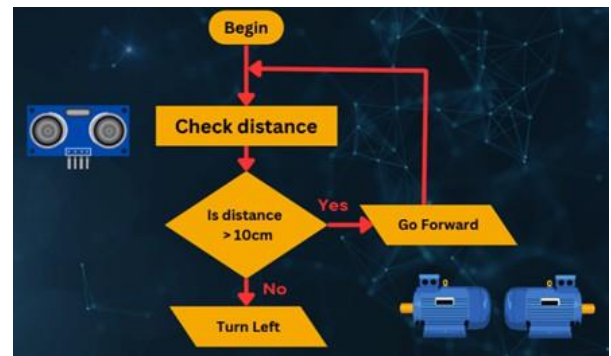 Begin
Check distance
Is distance
> 10cm
Yes
Go Forward
No
Turn Left